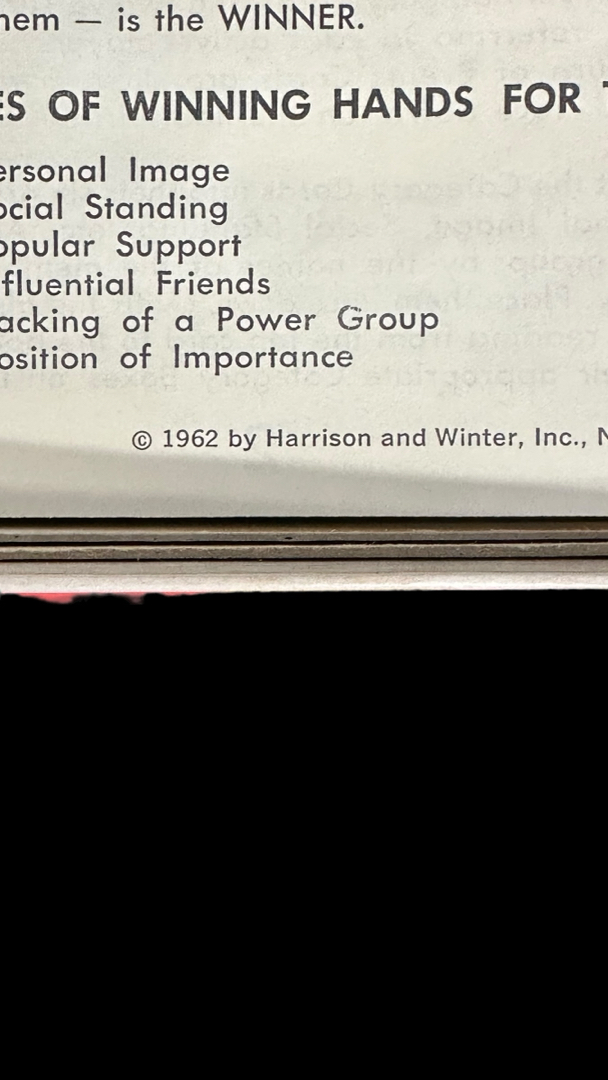 hem — is the WINNER.
ES OF WINNING HANDS FOR
ersonal Image
ocial Standing
opular Support
fluential Friends
acking of a Power Group
osition of Importance
© 1962 by Harrison and Winter, Inc., N